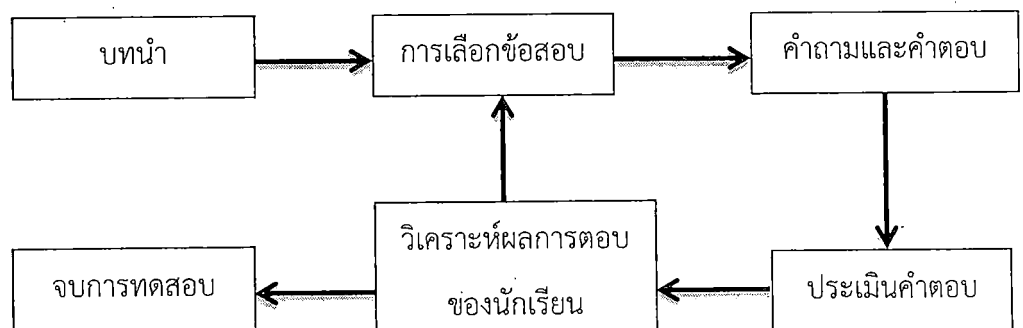 บทนำ
การเลือกข้อสอบ
คำถามและคำตอบ
วิเคราะห์ผลการตอบ
ของนักเรียน
จบการทดสอบ
ประเมินคำตอบ